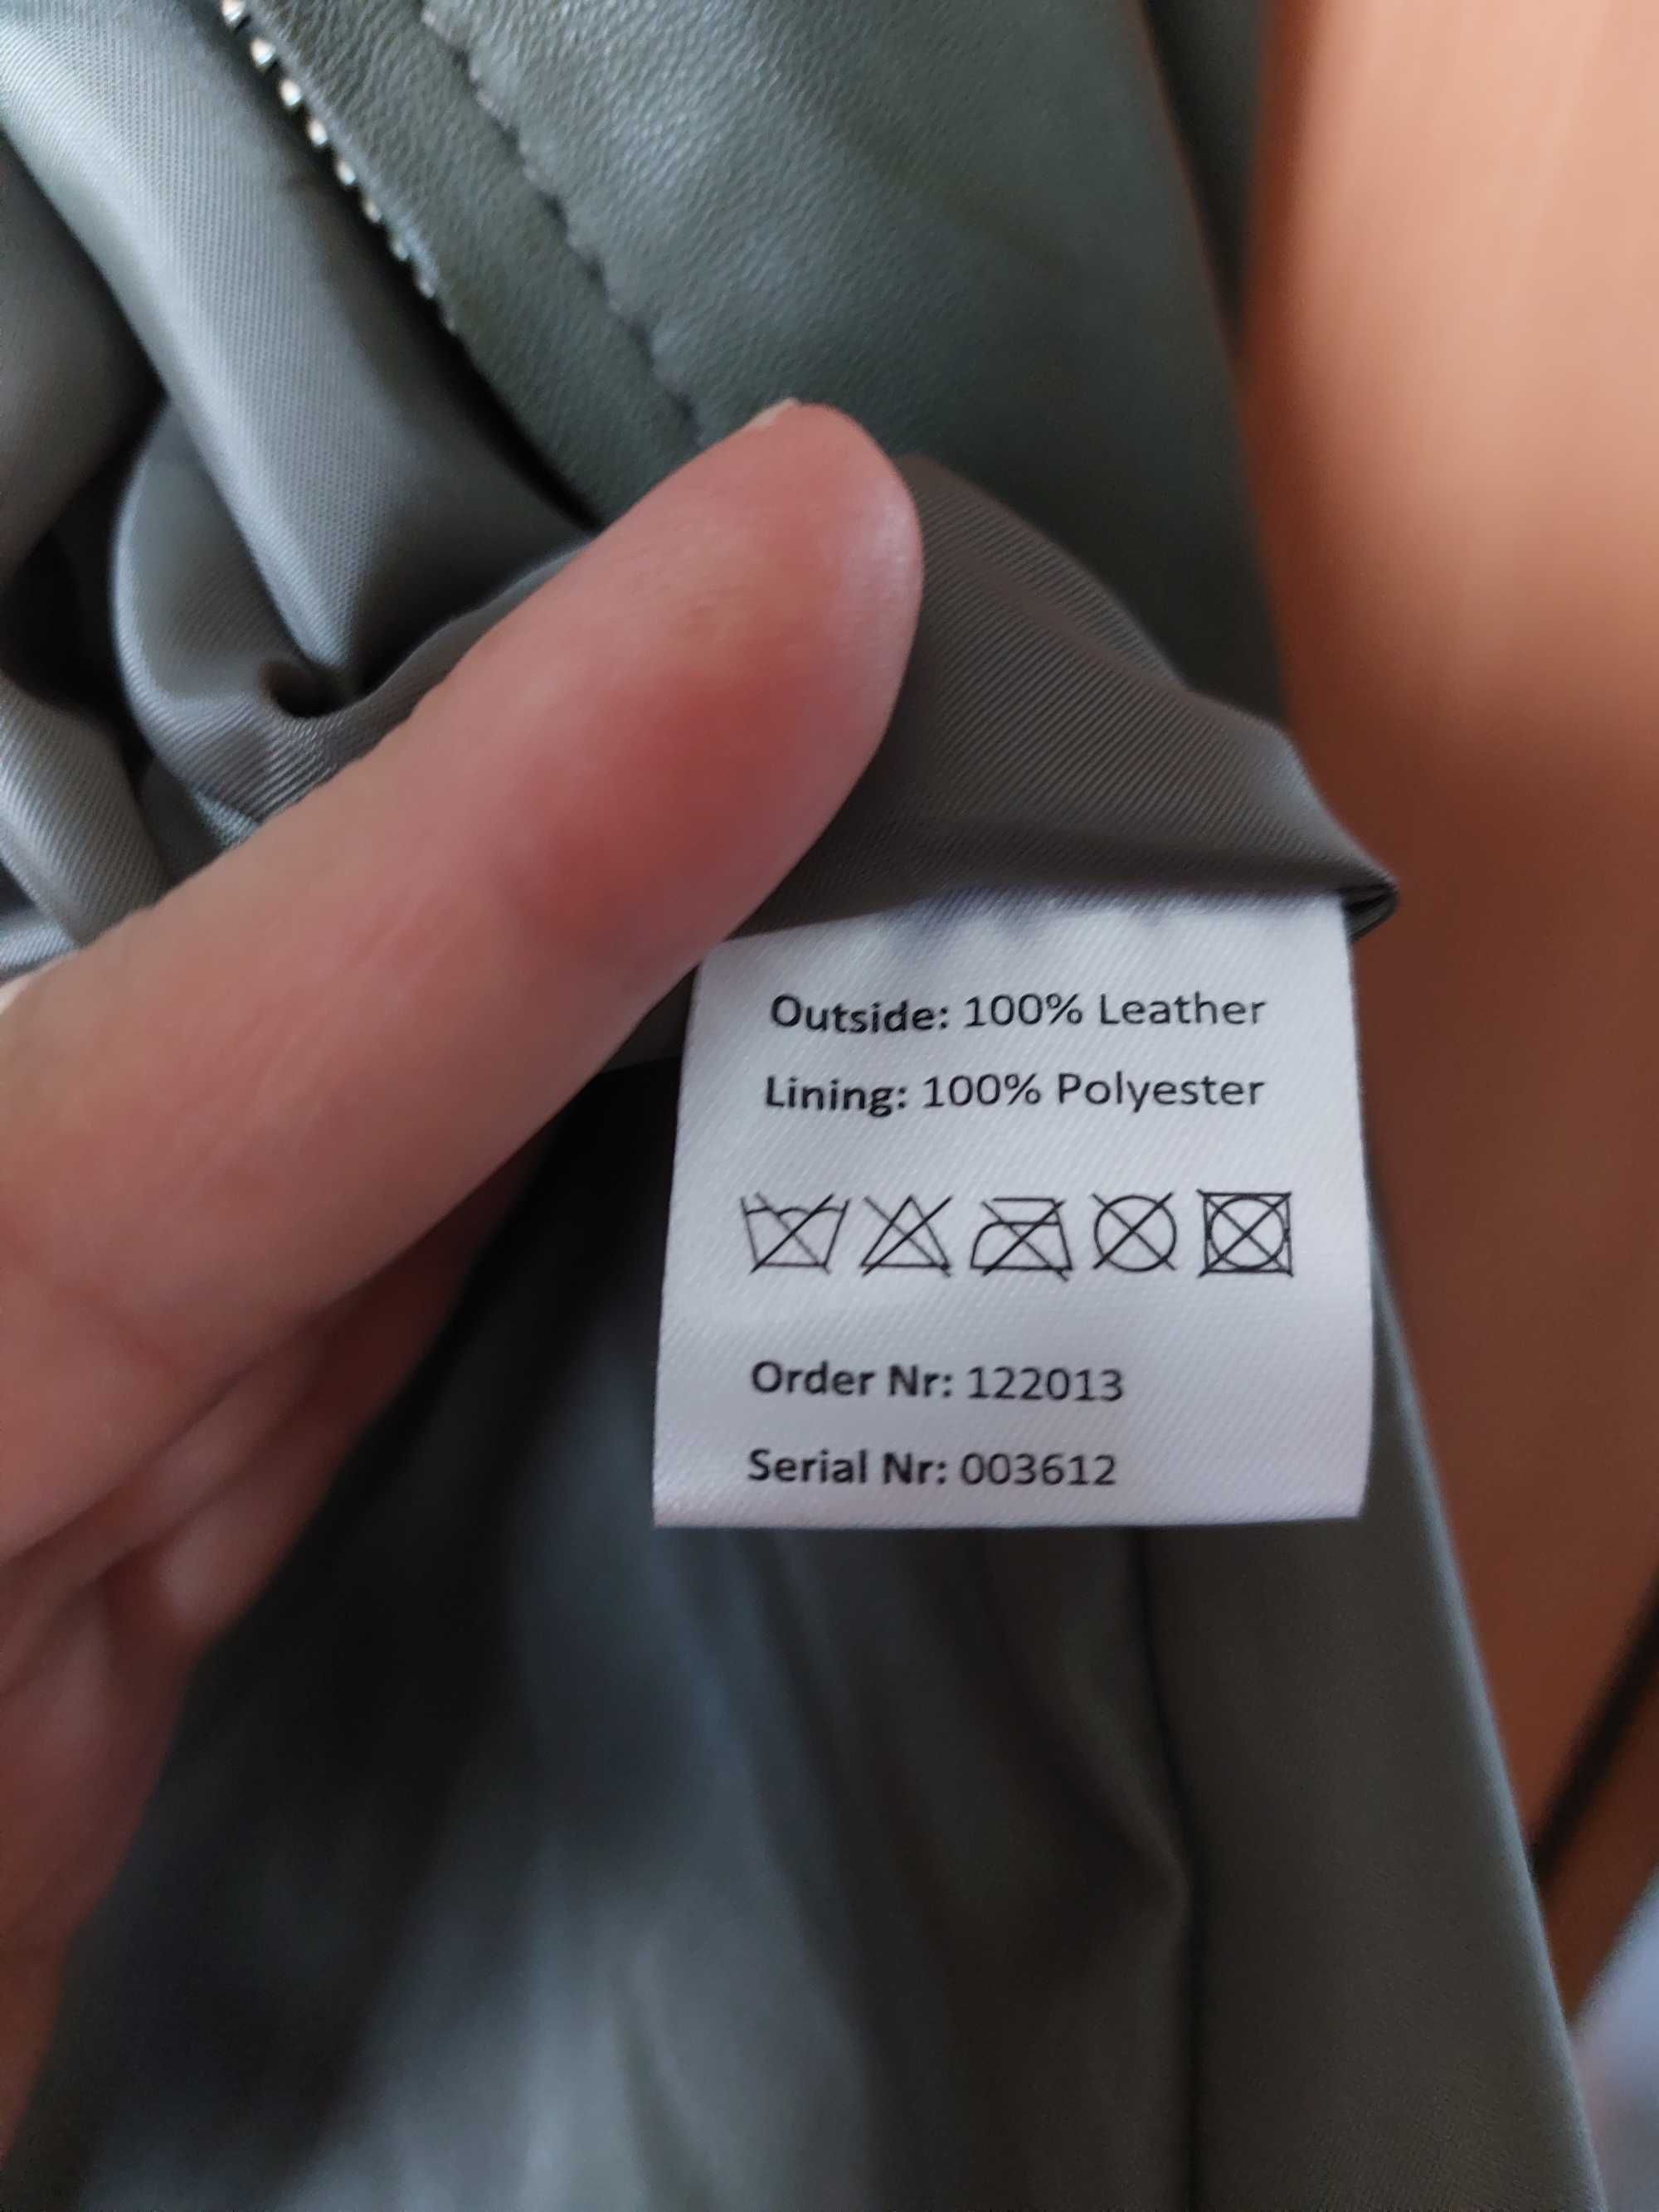 Outside: 100% Leather
Lining: 100% Polyester
Order Nr: 122013
Serial Nr: 003612